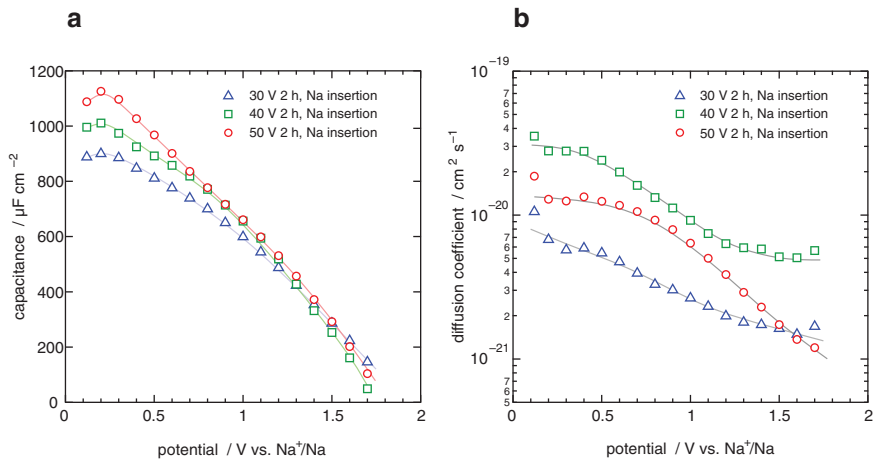 a
1200
1000
800
600
400
200
0
0
0.5
1
1.5
2
capacitance / µF cm⁻²
potential / V vs. Na⁺/Na
30 V 2 h, Na insertion
40 V 2 h, Na insertion
50 V 2 h, Na insertion
b
10⁻¹⁹
7
5
4
3
2
10⁻²⁰
7
5
4
3
2
10⁻²¹
7
5
0
0.5
1
1.5
2
diffusion coefficient / cm² s⁻¹
potential / V vs. Na⁺/Na
30 V 2 h, Na insertion
40 V 2 h, Na insertion
50 V 2 h, Na insertion